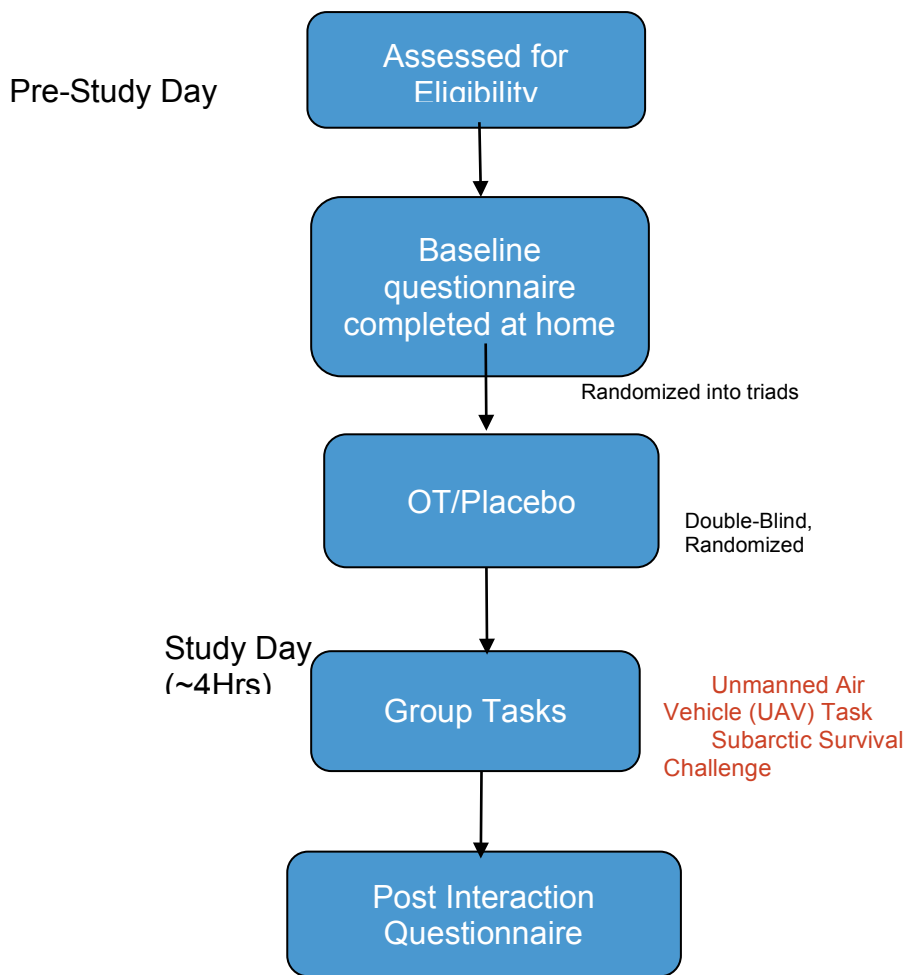 Assessed for
Eligibility
Pre-Study Day
Baseline
questionnaire
completed at home
Randomized into triads
OT/Placebo
Double-Blind,
Randomized
Study Day
(~4Hrs)
Group Tasks
Unmanned Air
Vehicle (UAV) Task
Subarctic Survival
Challenge
Post Interaction
Questionnaire